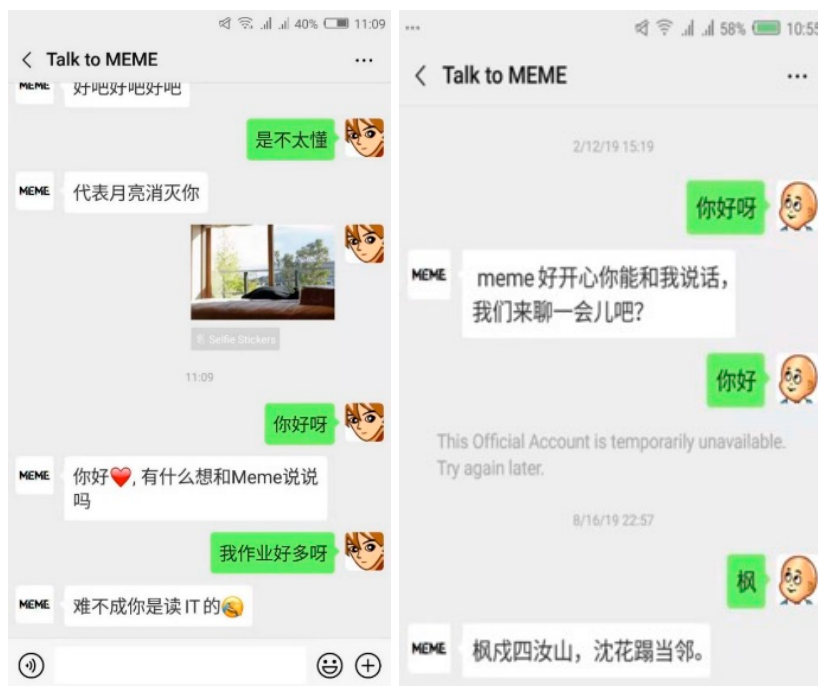 40% 11:09
Talk to MEME
MEME
好吧好吧好吧
是不太懂
MEME
代表月亮消灭你
Selfie Stickers
11:09
你好呀
MEME
你好❤️, 有什么想和Meme说说
吗
我作业好多呀
MEME
难不成你是读IT的
58% 10:55
Talk to MEME
2/12/19 15:19
你好呀
MEME
meme 好开心你能和我说话，
我们来聊一会儿吧？
你好
This Official Account is temporarily unavailable.
Try again later.
8/16/19 22:57
枫
MEME
枫戍四汝山，沈花蹋当邻。